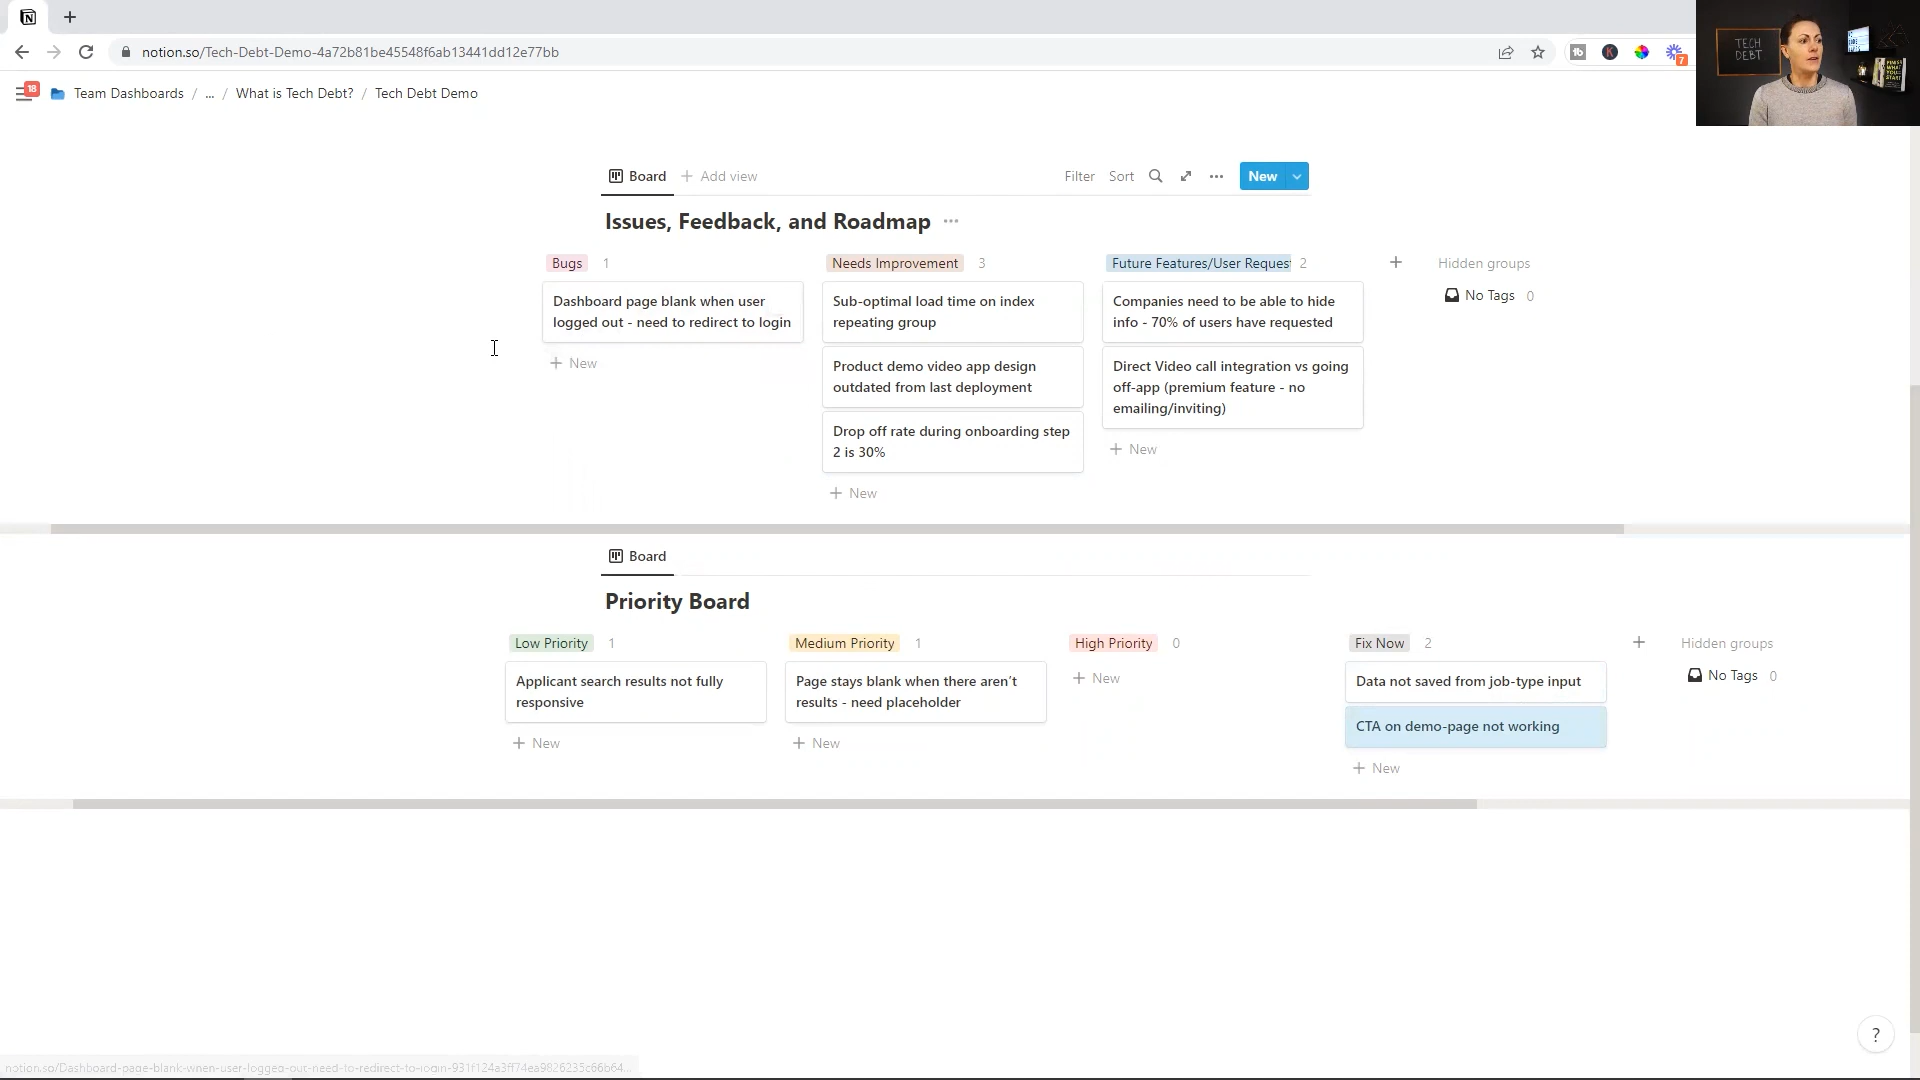 notion.so/Tech-Debt-Demo-4a72b81be45548f6ab13441dd12e77bb
7
TECH
DEBT
FINISH
WHAT
YOU
START
18
Team Dashboards / ... / What is Tech Debt? / Tech Debt Demo
Board
Add view
Filter
Sort
New
Issues, Feedback, and Roadmap
Bugs 1
Dashboard page blank when user
logged out - need to redirect to login
New
Needs Improvement 3
Sub-optimal load time on index
repeating group
Product demo video app design
outdated from last deployment
Drop off rate during onboarding step
2 is 30%
New
Future Features/User Reques 2
Companies need to be able to hide
info - 70% of users have requested
Direct Video call integration vs going
off-app (premium feature - no
emailing/inviting)
New
Hidden groups
No Tags 0
Board
Priority Board
Low Priority 1
Applicant search results not fully
responsive
New
Medium Priority 1
Page stays blank when there aren't
results - need placeholder
New
High Priority 0
New
Fix Now 2
Data not saved from job-type input
CTA on demo-page not working
New
Hidden groups
No Tags 0
?